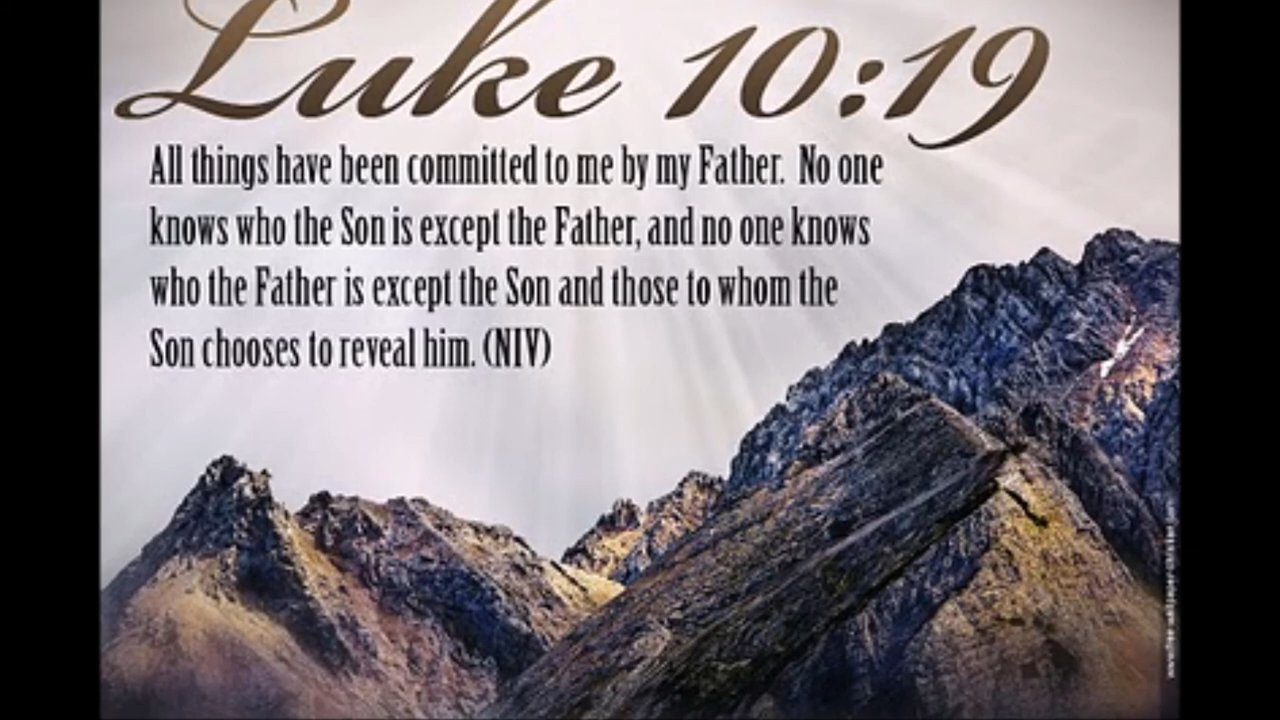 Luke 10:19
All things have been committed to me by my Father. No one
knows who the Son is except the Father, and no one knows
who the Father is except the Son and those to whom the
Son chooses to reveal him. (NIV)